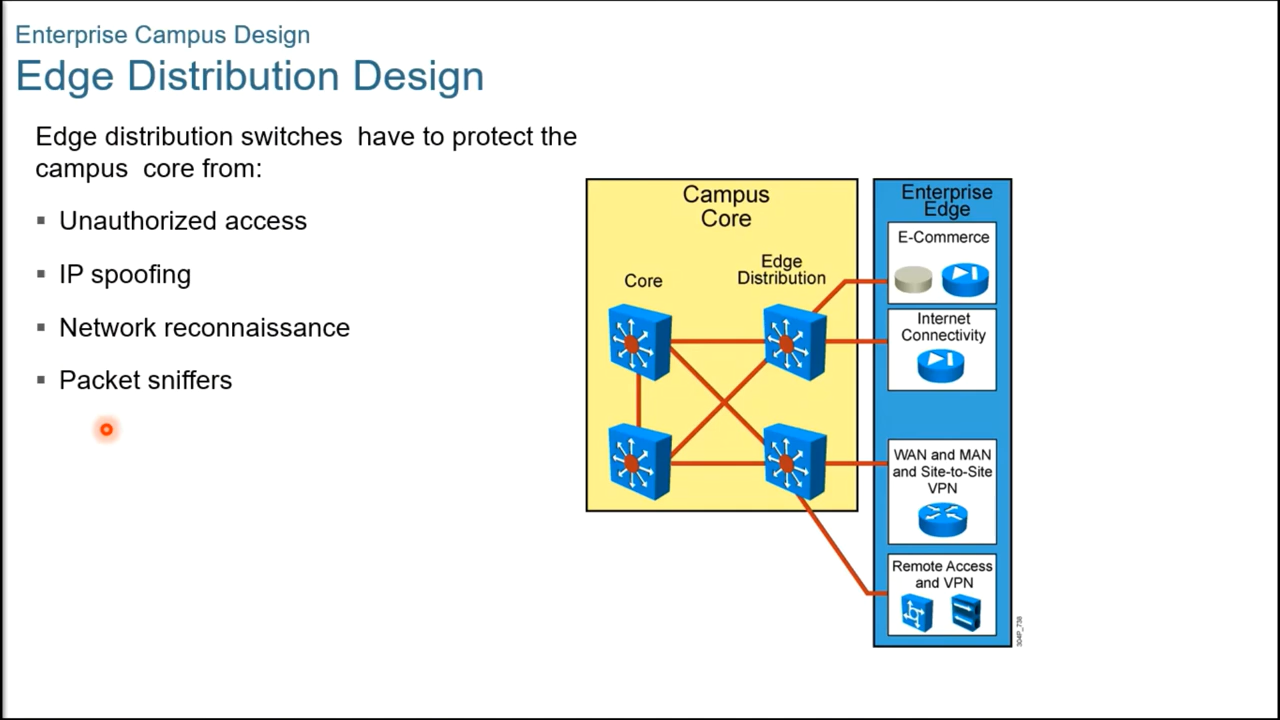 Enterprise Campus Design
Edge Distribution Design
Edge distribution switches have to protect the
campus core from:
Unauthorized access
IP spoofing
Network reconnaissance
Packet sniffers
Campus
Core
Core
Edge
Distribution
Enterprise
Edge
E-Commerce
Internet
Connectivity
WAN and MAN
and Site-to-Site
VPN
Remote Access
and VPN
304P_738